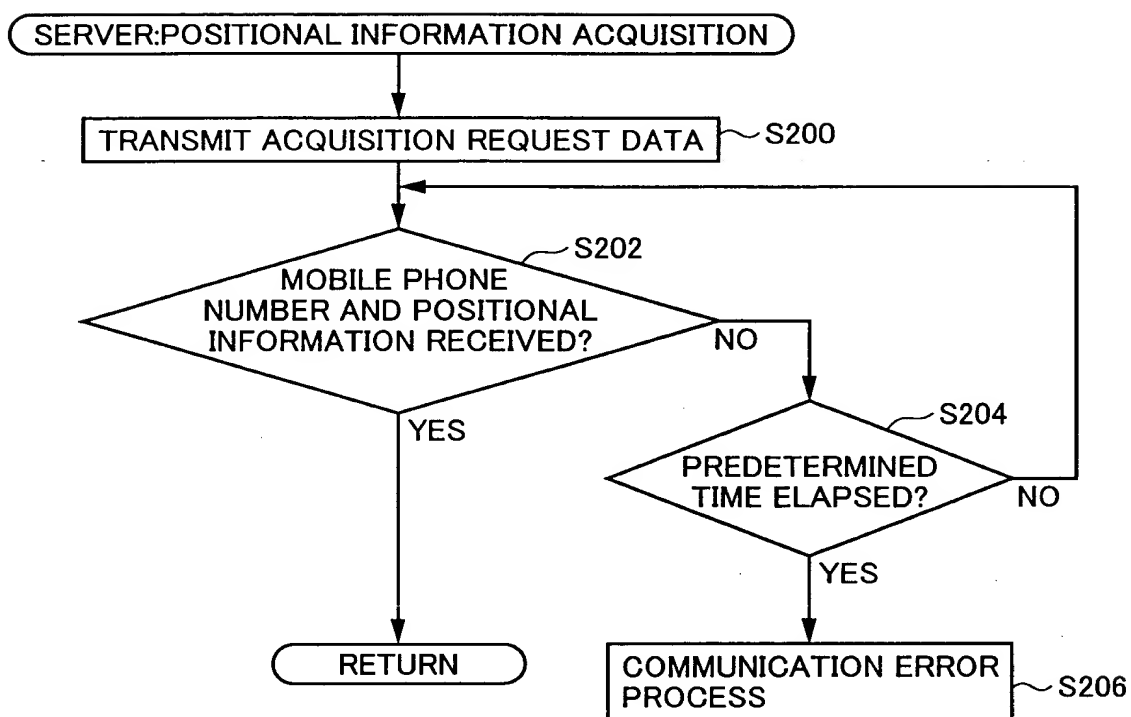 SERVER:POSITIONAL INFORMATION ACQUISITION
TRANSMIT ACQUISITION REQUEST DATA
S200
S202
MOBILE PHONE
NUMBER AND POSITIONAL
INFORMATION RECEIVED?
NO
YES
S204
PREDETERMINED
TIME ELAPSED?
NO
YES
RETURN
COMMUNICATION ERROR
PROCESS
S206